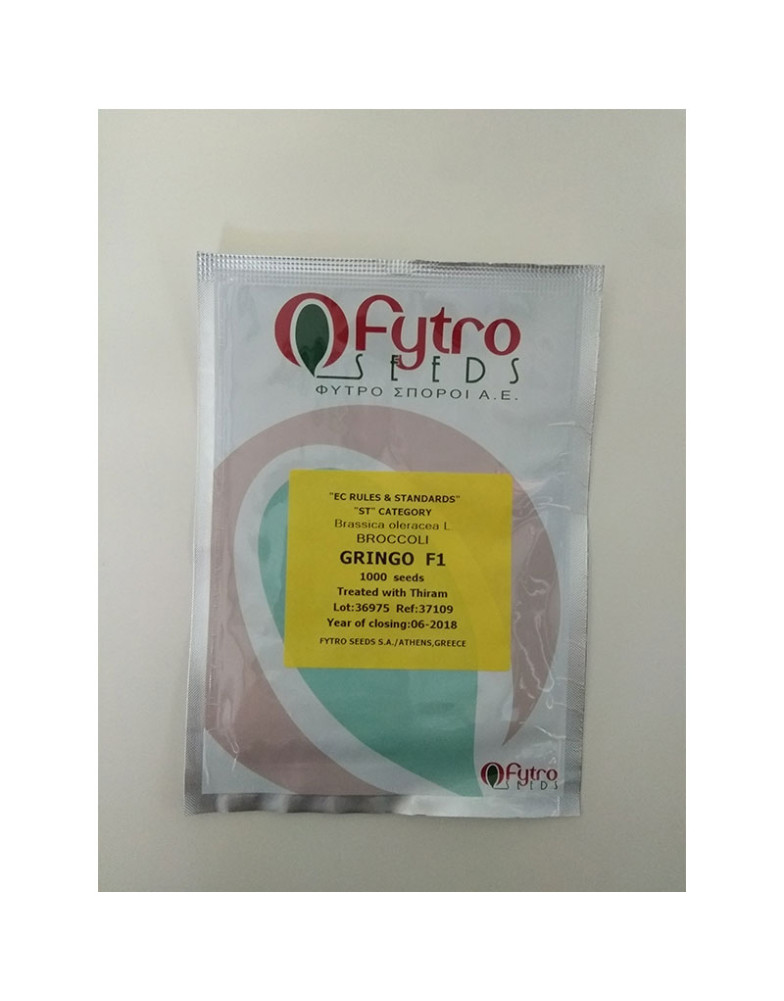 Fytro
SEEDS
ΦΥΤΡΟ ΣΠΟΡΟΙ Α.Ε.
"EC RULES & STANDARDS"
"ST" CATEGORY
Brassica oleracea L
BROCCOLI
GRINGO F1
1000 seeds
Treated with Thiram
Lot:36975 Ref:37109
Year of closing:06-2018
FYTRO SEEDS S.A./ATHENS,GREECE
Fytro
SEEDS